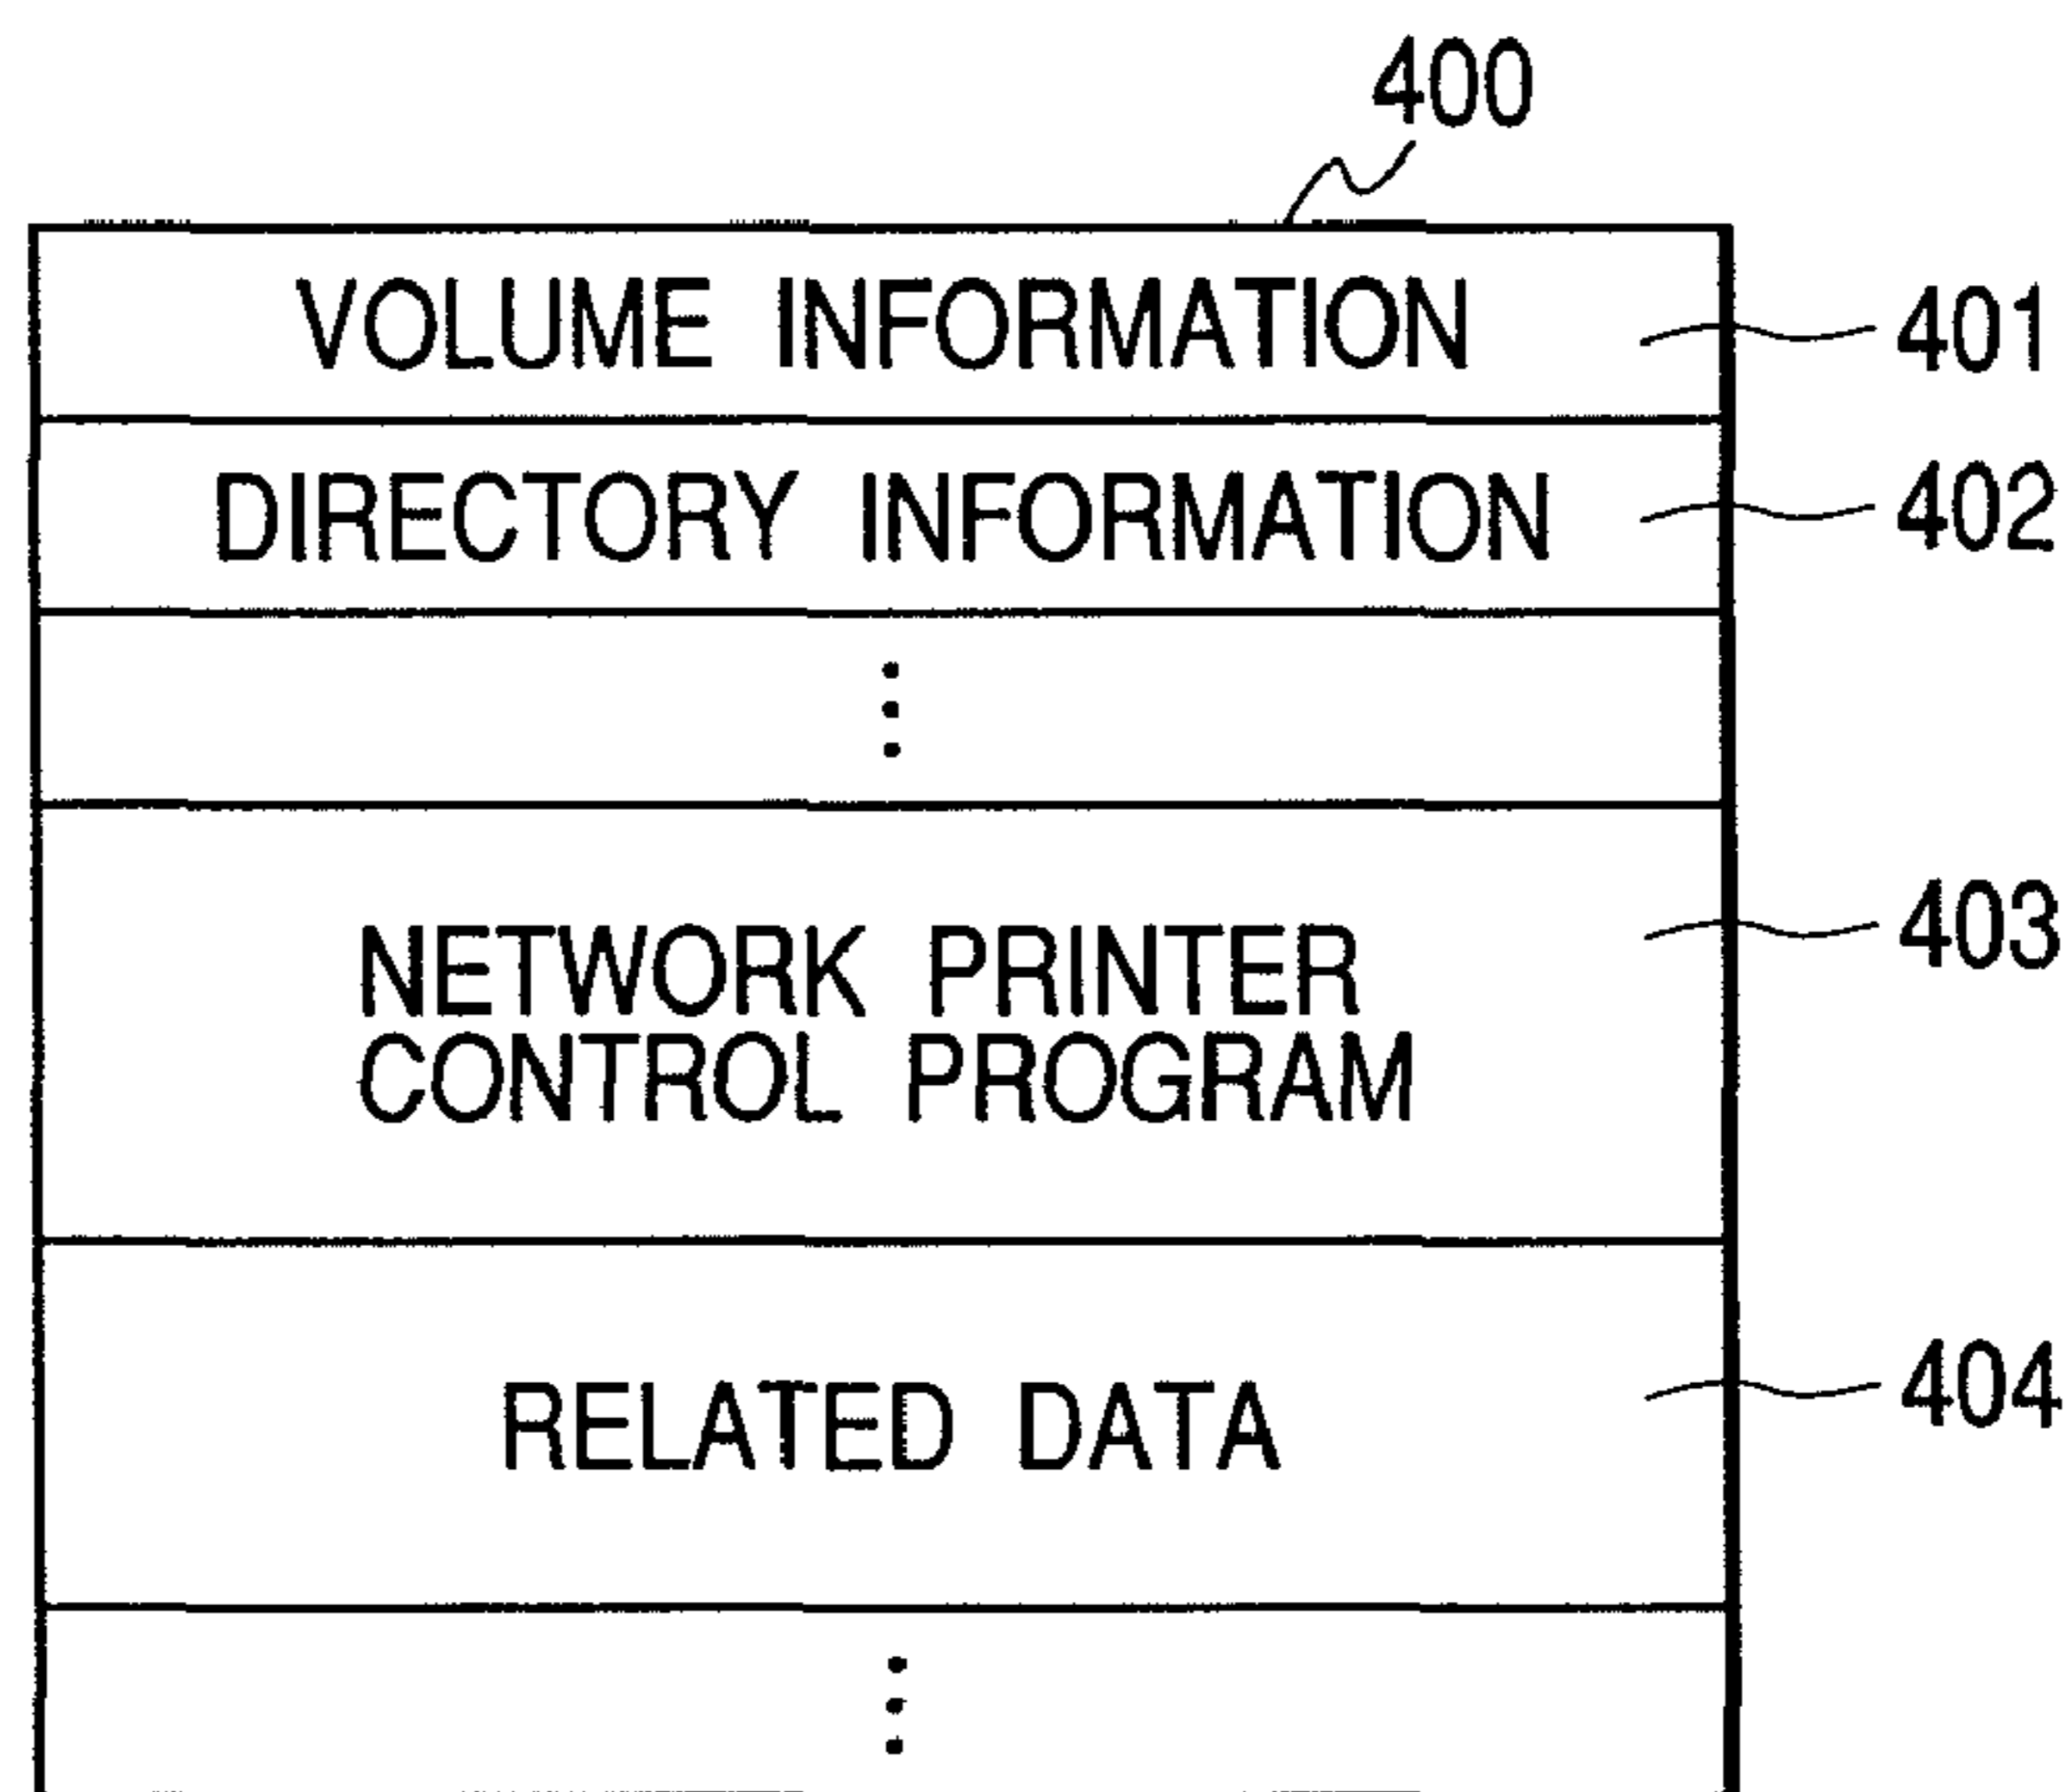 400
VOLUME INFORMATION 401
DIRECTORY INFORMATION 402
NETWORK PRINTER 403
CONTROL PROGRAM
RELATED DATA 404